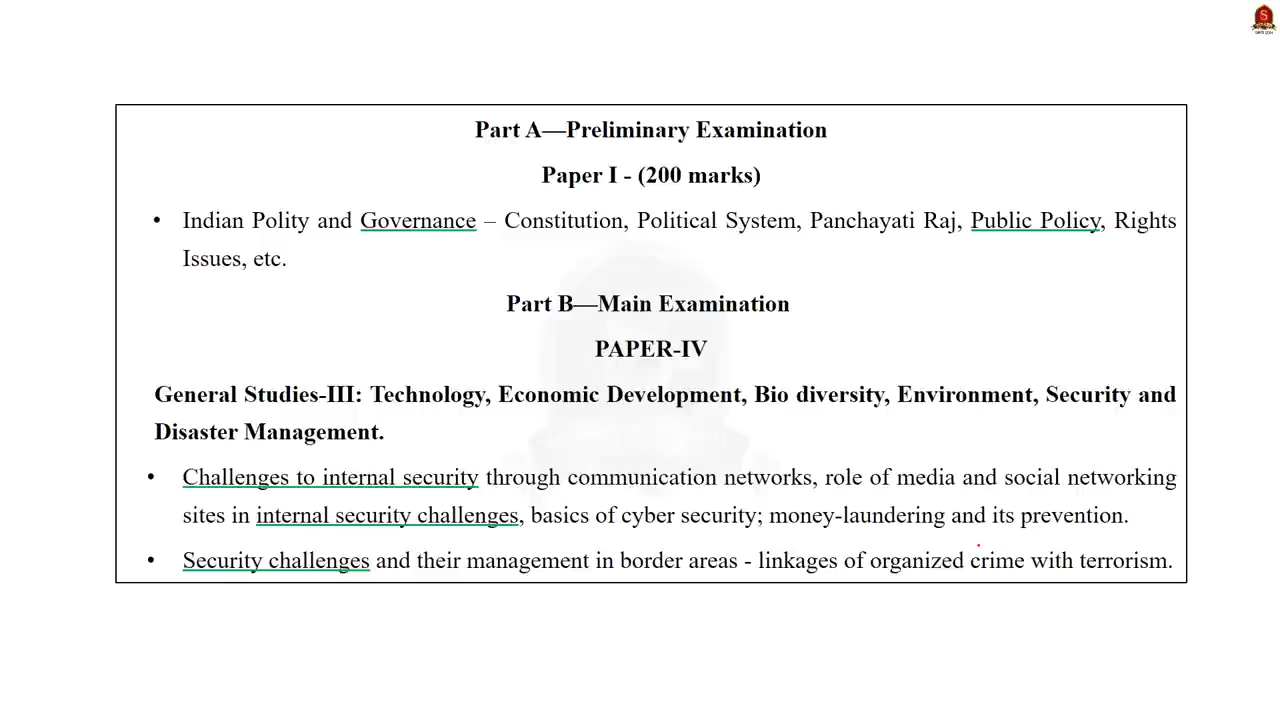 Part A—Preliminary Examination
Paper I - (200 marks)
• Indian Polity and Governance – Constitution, Political System, Panchayati Raj, Public Policy, Rights
Issues, etc.
Part B—Main Examination
PAPER-IV
General Studies-III: Technology, Economic Development, Bio diversity, Environment, Security and
Disaster Management.
• Challenges to internal security through communication networks, role of media and social networking
sites in internal security challenges, basics of cyber security; money-laundering and its prevention.
• Security challenges and their management in border areas - linkages of organized crime with terrorism.